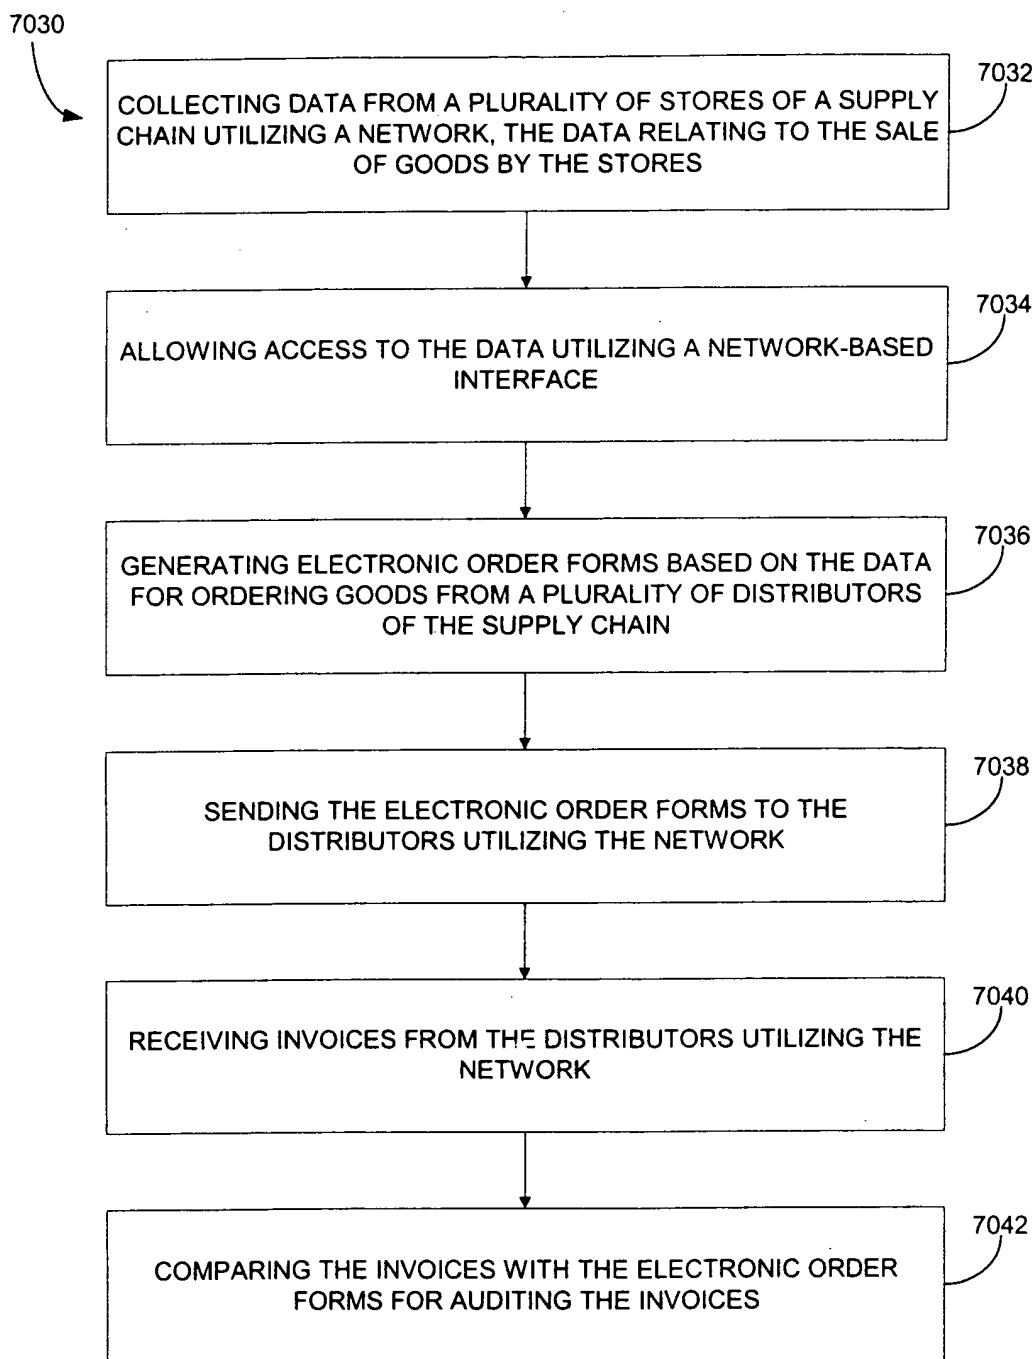 7030
7032
COLLECTING DATA FROM A PLURALITY OF STORES OF A SUPPLY
CHAIN UTILIZING A NETWORK, THE DATA RELATING TO THE SALE
OF GOODS BY THE STORES
7034
ALLOWING ACCESS TO THE DATA UTILIZING A NETWORK-BASED
INTERFACE
7036
GENERATING ELECTRONIC ORDER FORMS BASED ON THE DATA
FOR ORDERING GOODS FROM A PLURALITY OF DISTRIBUTORS
OF THE SUPPLY CHAIN
7038
SENDING THE ELECTRONIC ORDER FORMS TO THE
DISTRIBUTORS UTILIZING THE NETWORK
7040
RECEIVING INVOICES FROM THE DISTRIBUTORS UTILIZING THE
NETWORK
7042
COMPARING THE INVOICES WITH THE ELECTRONIC ORDER
FORMS FOR AUDITING THE INVOICES